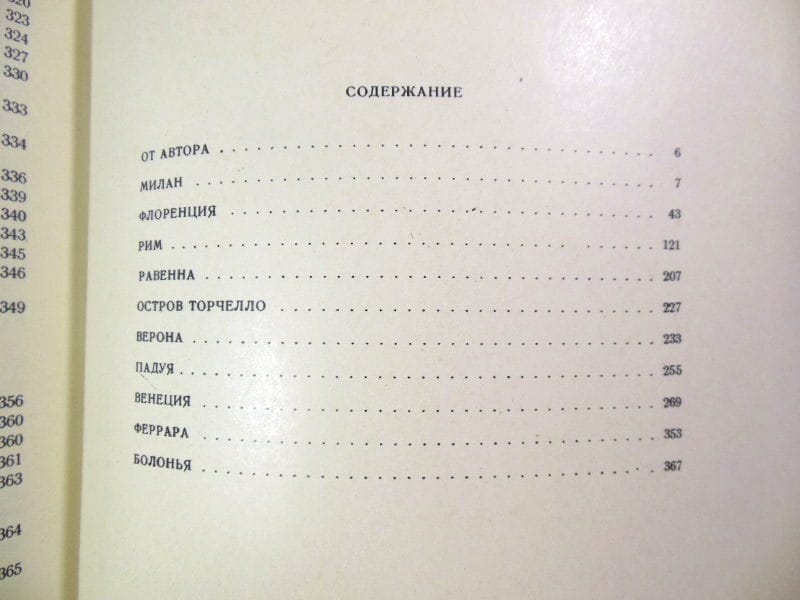 320
323
324
327
330
333
334
336
339
340
343
345
346
349
356
360
360
361
363
364
365
СОДЕРЖАНИЕ
ОТ АВТОРА . . . . . . . . . . . . . . . . . . . . . . . . . . . . . 6
МИЛАН . . . . . . . . . . . . . . . . . . . . . . . . . . . . . 7
ФЛОРЕНЦИЯ . . . . . . . . . . . . . . . . . . . . . . . . . . . . . 43
РИМ . . . . . . . . . . . . . . . . . . . . . . . . . . . . . 121
РАВЕННА . . . . . . . . . . . . . . . . . . . . . . . . . . . . . 207
ОСТРОВ ТОРЧЕЛЛО . . . . . . . . . . . . . . . . . . . . . . . . . 227
ВЕРОНА . . . . . . . . . . . . . . . . . . . . . . . . . . . . . 233
ПАДУЯ . . . . . . . . . . . . . . . . . . . . . . . . . . . . . 255
ВЕНЕЦИЯ . . . . . . . . . . . . . . . . . . . . . . . . . . . . . 269
ФЕРРАРА . . . . . . . . . . . . . . . . . . . . . . . . . . . . . 353
БОЛОНЬЯ . . . . . . . . . . . . . . . . . . . . . . . . . . . . . 367